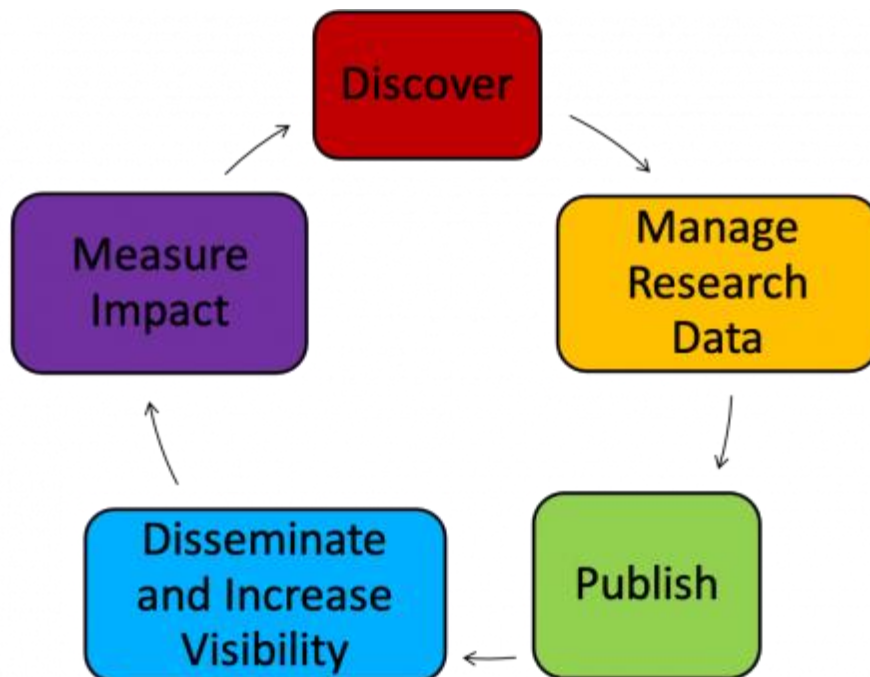 Discover
Manage
Research
Data
Publish
Disseminate
and Increase
Visibility
Measure
Impact